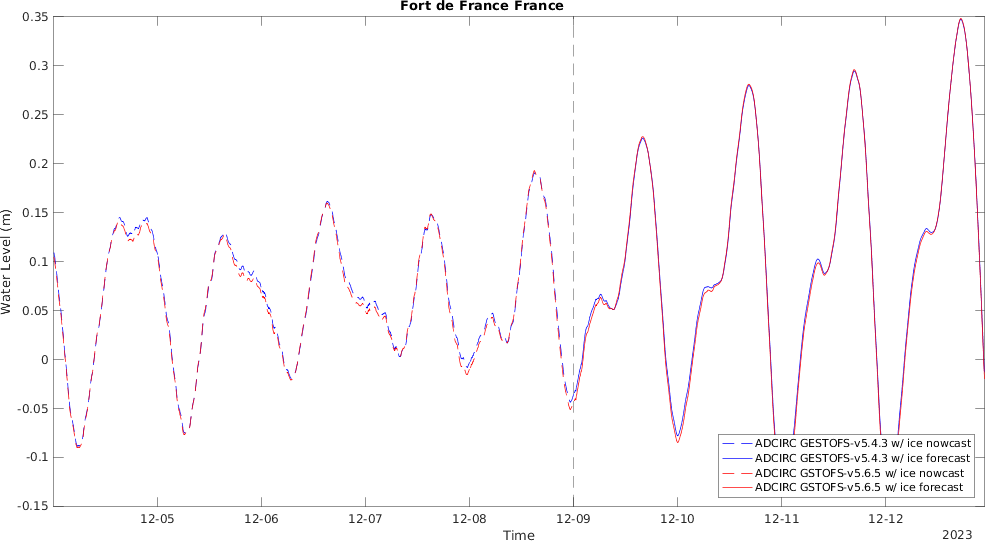 Fort de France France
0.35
0.3
0.25
0.2
0.15
0.1
0.05
0
-0.05
-0.1
-0.15
Water Level (m)
12-05
12-06
12-07
12-08
12-09
12-10
12-11
12-12
Time
2023
ADCIRC GESTOFS-v5.4.3 w/ ice nowcast
ADCIRC GESTOFS-v5.4.3 w/ ice forecast
ADCIRC GSTOFS-v5.6.5 w/ ice nowcast
ADCIRC GSTOFS-v5.6.5 w/ ice forecast